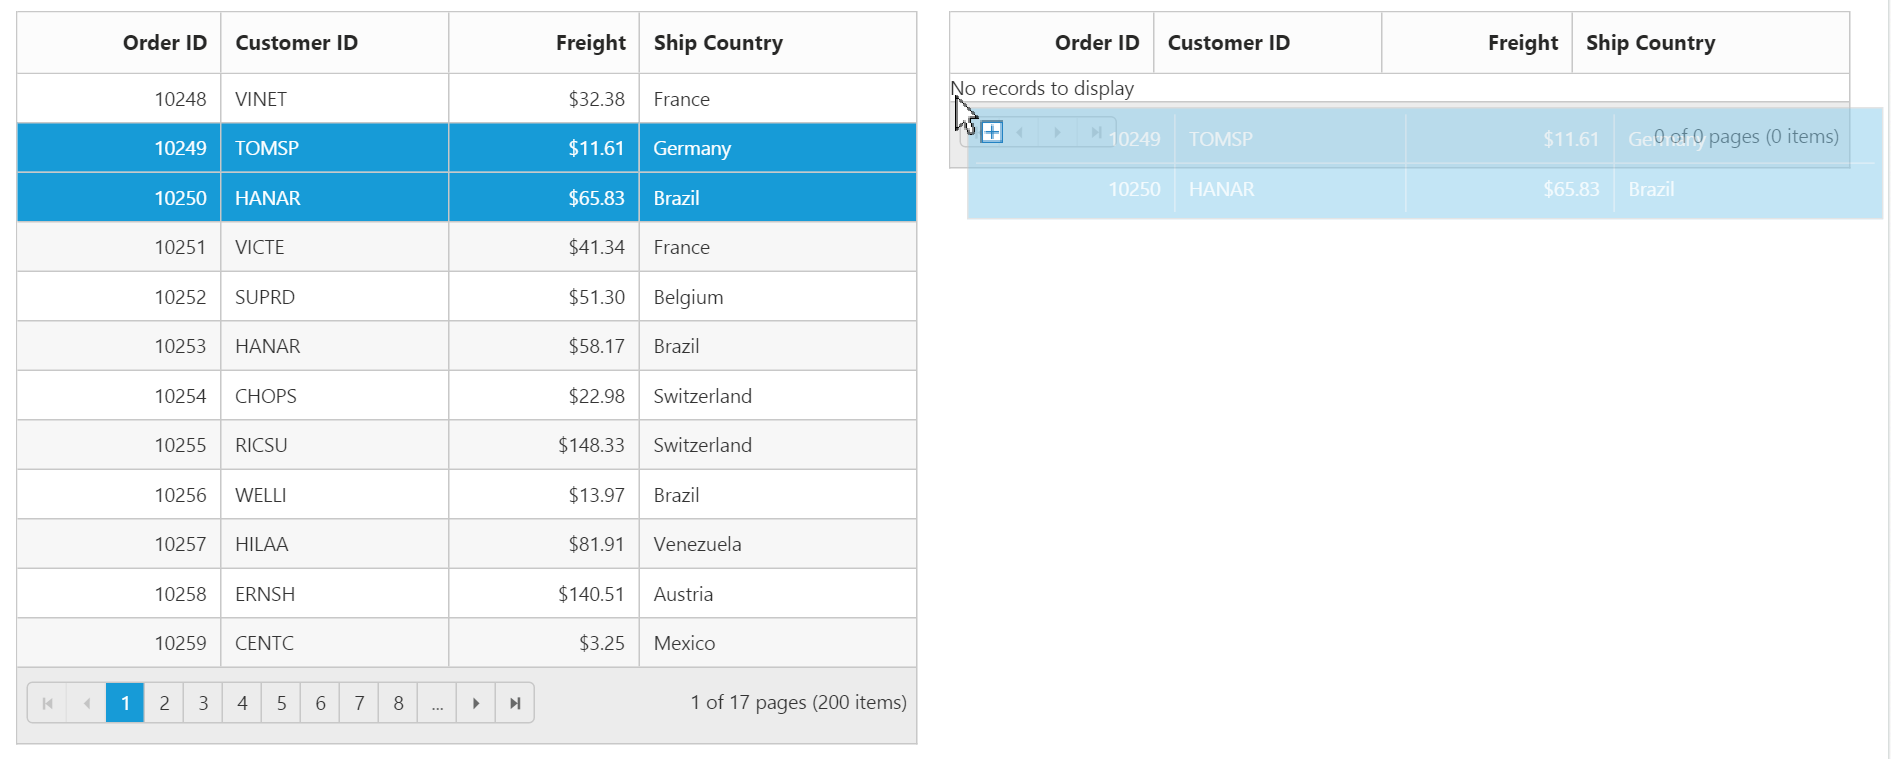 Order ID Customer ID Freight Ship Country
10248 VINET $32.38 France
10249 TOMSP $11.61 Germany
10250 HANAR $65.83 Brazil
10251 VICTE $41.34 France
10252 SUPRD $51.30 Belgium
10253 HANAR $58.17 Brazil
10254 CHOPS $22.98 Switzerland
10255 RICSU $148.33 Switzerland
10256 WELLI $13.97 Brazil
10257 HILAA $81.91 Venezuela
10258 ERNSH $140.51 Austria
10259 CENTC $3.25 Mexico
1 2 3 4 5 6 7 8 ... 1 of 17 pages (200 items)
Order ID Customer ID Freight Ship Country
No records to display
0 of 0 pages (0 items)
10249 TOMSP $11.61 Germany
10250 HANAR $65.83 Brazil